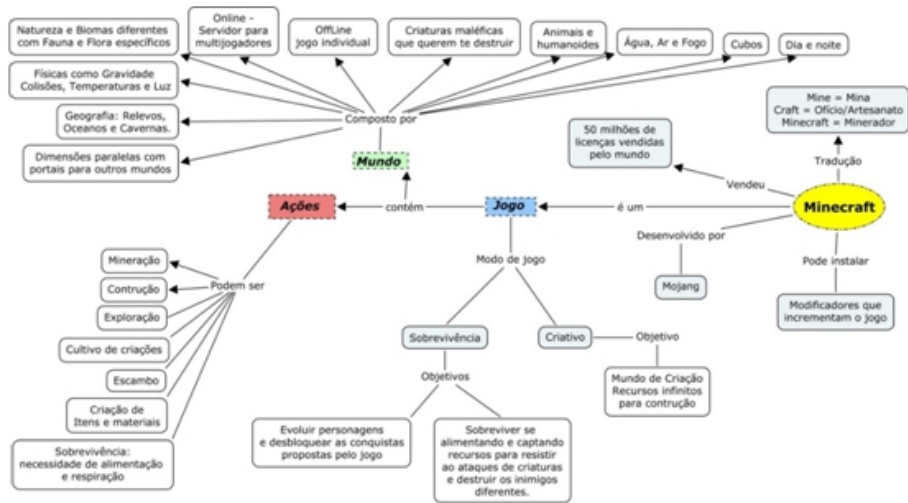 Natureza e Biomas diferentes
com Fauna e Flora específicos
Online -
Servidor para
multijogadores
OffLine
jogo individual
Criaturas maléficas
que querem te destruir
Animais e
humanoides
Água, Ar e Fogo
Cubos
Dia e noite
Físicas como Gravidade
Colisões, Temperaturas e Luz
Geografia: Relevos,
Oceanos e Cavernas.
Dimensões paralelas com
portais para outros mundos
Composto por
Mundo
50 milhões de
licenças vendidas
pelo mundo
Mine = Mina
Craft = Ofício/Artesanato
Minecraft = Minerador
Tradução
Vendeu
Ações
contém
Jogo
é um
Minecraft
Desenvolvido por
Mojang
Pode instalar
Modificadores que
incrementam o jogo
Modo de jogo
Mineração
Contrução
Podem ser
Exploração
Cultivo de criações
Escambo
Criação de
Itens e materiais
Sobrevivência:
necessidade de alimentação
e respiração
Sobrevivência
Criativo
Objetivo
Objetivos
Mundo de Criação
Recursos infinitos
para contrução
Evoluir personagens
e desbloquear as conquistas
propostas pelo jogo
Sobreviver se
alimentando e captando
recursos para resistir
ao ataques de criaturas
e destruir os inimigos
diferentes.